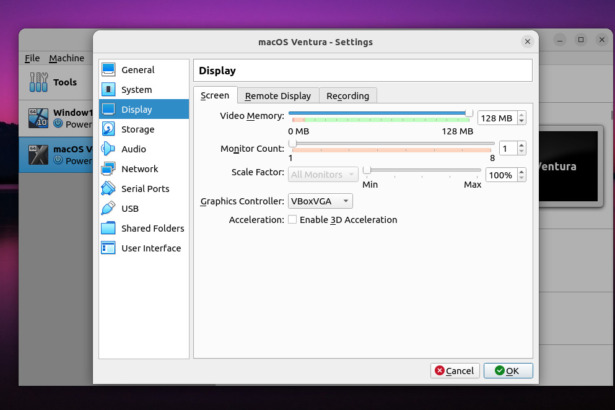 macOS Ventura - Settings
File Machine
Tools
Window1
Power
macOS V
Power
Ventura
General
System
Display
Storage
Audio
Network
Serial Ports
USB
Shared Folders
User Interface
Display
Screen Remote Display Recording
Video Memory: 128 MB
0 MB 128 MB
Monitor Count: 1
1 8
Scale Factor: All Monitors 100%
Min Max
Graphics Controller: VBoxVGA
Acceleration: Enable 3D Acceleration
Cancel OK